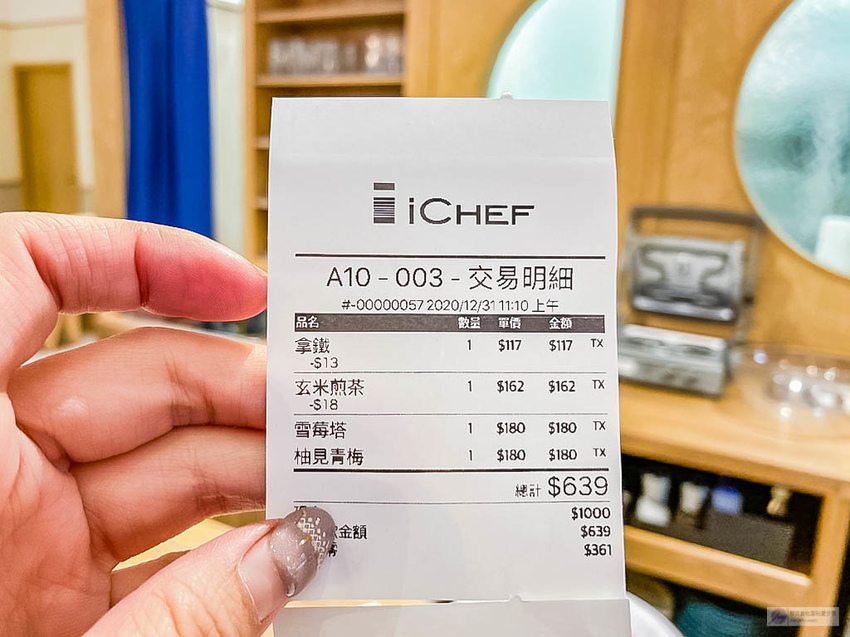 iCHEF
A10 - 003 - 交易明細
#-00000057 2020/12/31 11:10 上午
品名 數量 單價 金額
拿鐵 1 $117 $117 TX
-$13
玄米煎茶 1 $162 $162 TX
-$18
雪莓塔 1 $180 $180 TX
柚見青梅 1 $180 $180 TX
總計 $639
$1000
金額 $639
$361